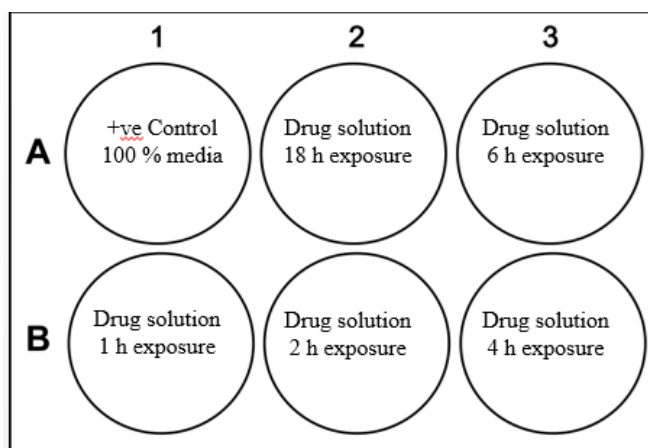 1 2 3
A
+ve Control
100 % media
Drug solution
18 h exposure
Drug solution
6 h exposure
B
Drug solution
1 h exposure
Drug solution
2 h exposure
Drug solution
4 h exposure